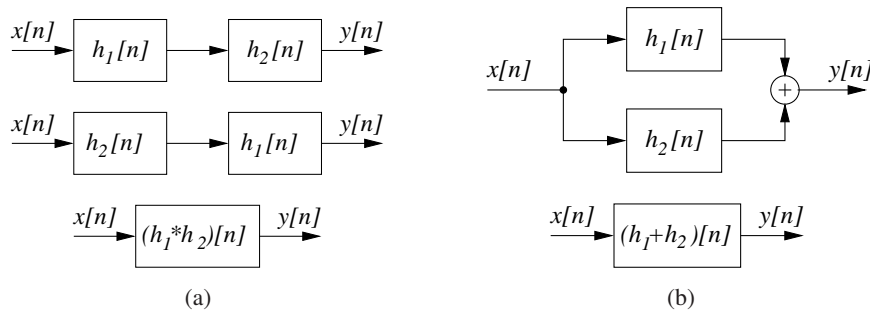 x[n] h1[n] h2[n] y[n]
x[n] h2[n] h1[n] y[n]
x[n] (h1*h2)[n] y[n]
(a)
h1[n]
x[n] + y[n]
h2[n]
x[n] (h1+h2)[n] y[n]
(b)